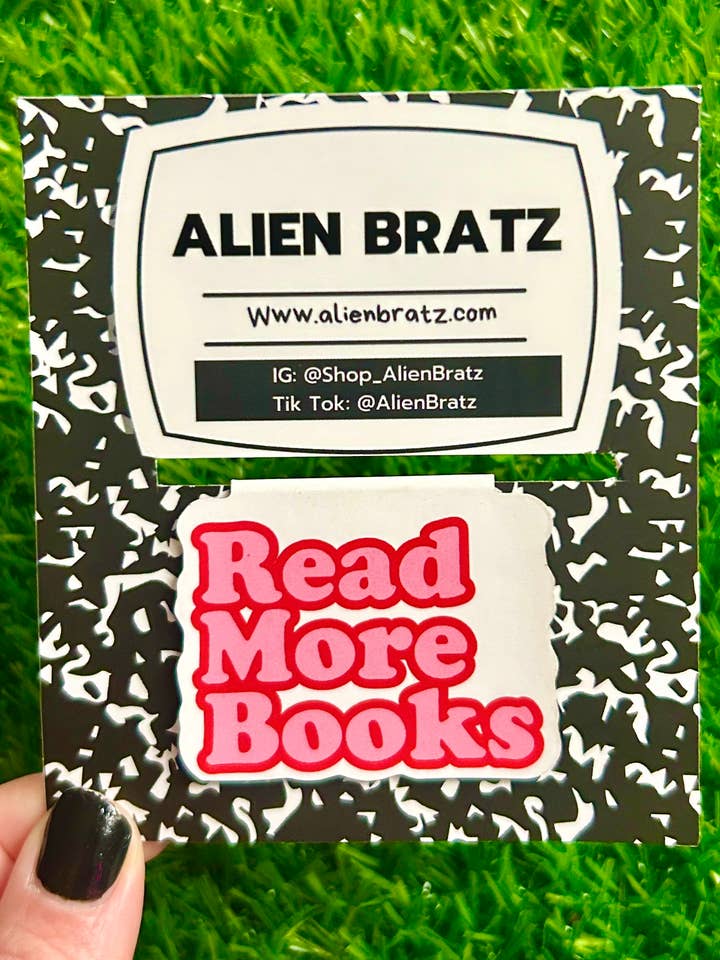 ALIEN BRATZ
Www.alienbratz.com
IG: @Shop_AlienBratz
Tik Tok: @AlienBratz
Read
More
Books